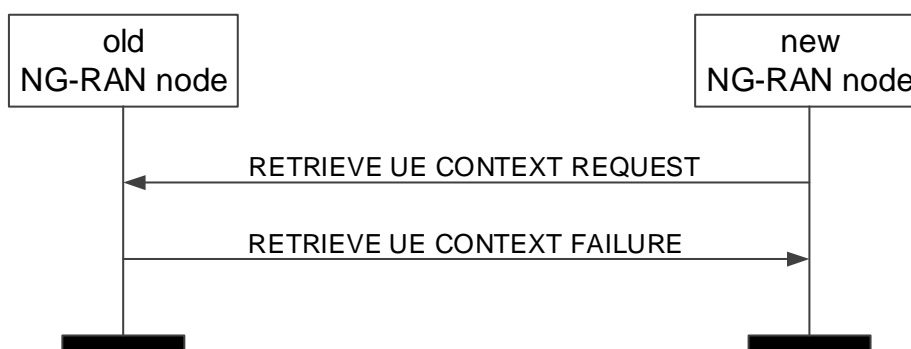 old
NG-RAN node
new
NG-RAN node
RETRIEVE UE CONTEXT REQUEST
RETRIEVE UE CONTEXT FAILURE